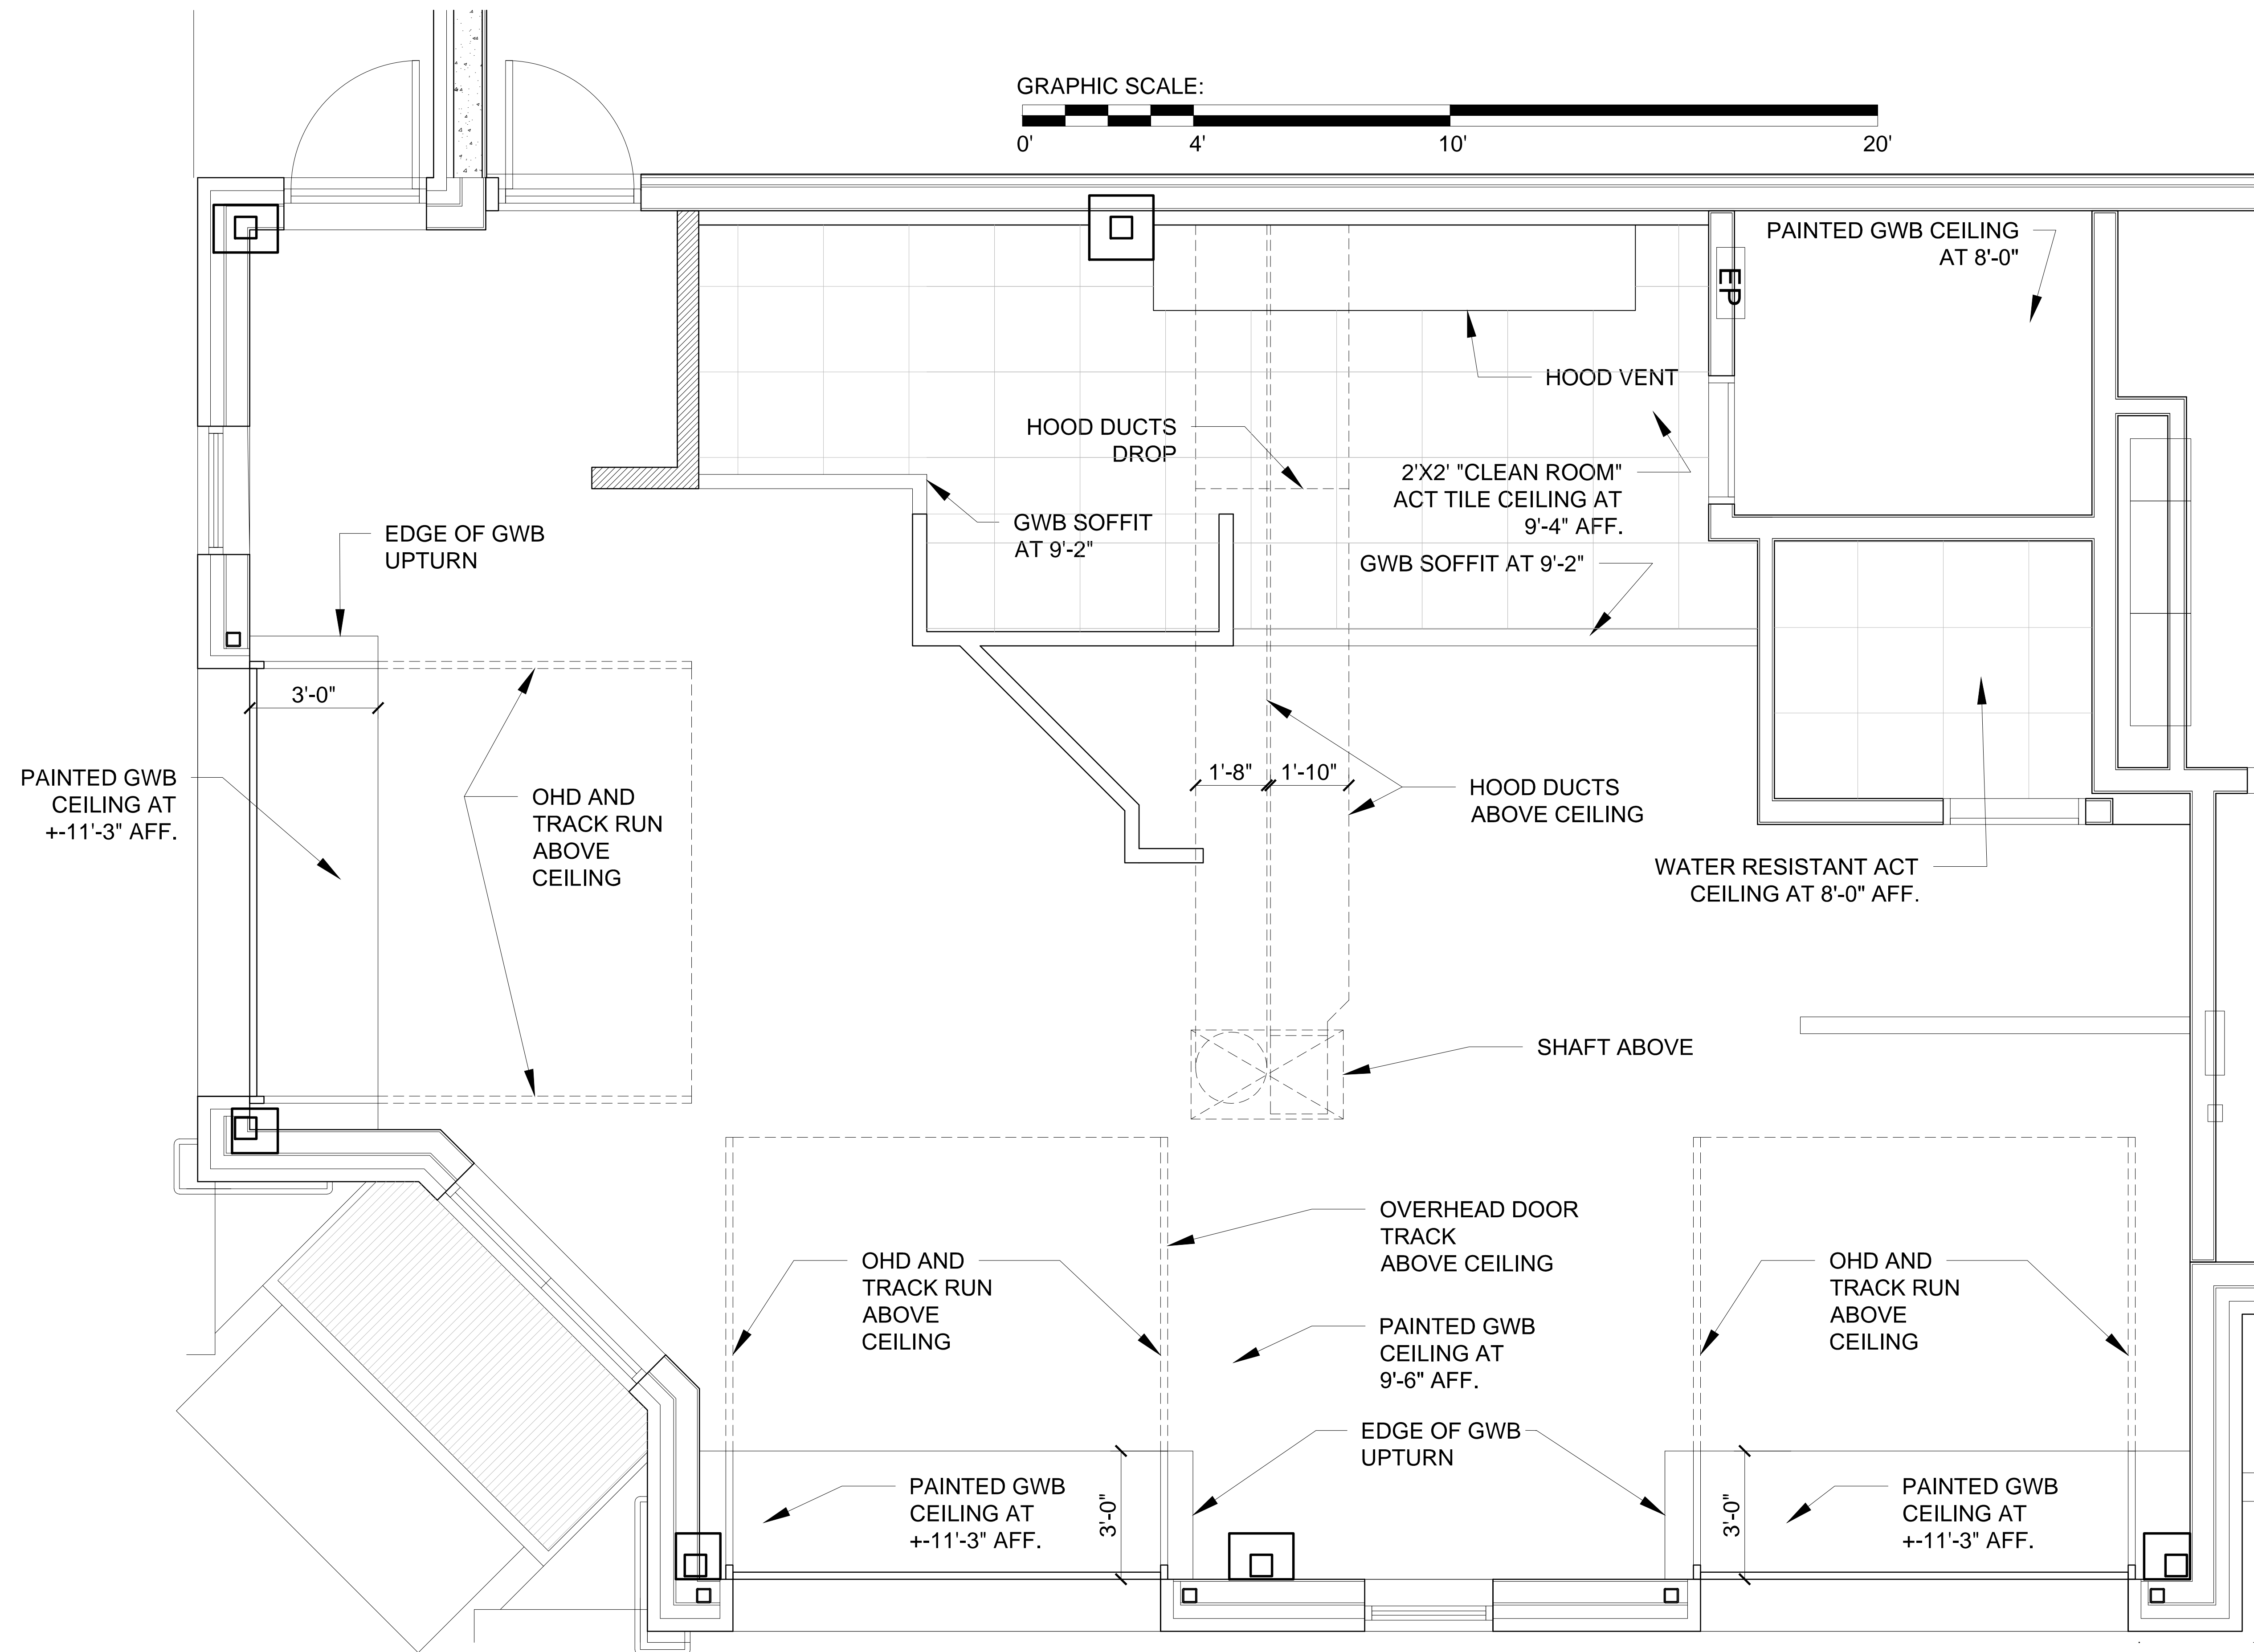 GRAPHIC SCALE:
0'
4'
10'
20'
PAINTED GWB CEILING
AT 8'-0"
EP
HOOD VENT
HOOD DUCTS
DROP
2'X2' "CLEAN ROOM"
ACT TILE CEILING AT
9'-4" AFF.
GWB SOFFIT
AT 9'-2"
GWB SOFFIT AT 9'-2"
EDGE OF GWB
UPTURN
3'-0"
PAINTED GWB
CEILING AT
+-11'-3" AFF.
OHD AND
TRACK RUN
ABOVE
CEILING
1'-8"
1'-10"
HOOD DUCTS
ABOVE CEILING
WATER RESISTANT ACT
CEILING AT 8'-0" AFF.
SHAFT ABOVE
OVERHEAD DOOR
TRACK
ABOVE CEILING
OHD AND
TRACK RUN
ABOVE
CEILING
OHD AND
TRACK RUN
ABOVE
CEILING
PAINTED GWB
CEILING AT
9'-6" AFF.
EDGE OF GWB
UPTURN
PAINTED GWB
CEILING AT
+-11'-3" AFF.
3'-0"
3'-0"
PAINTED GWB
CEILING AT
+-11'-3" AFF.